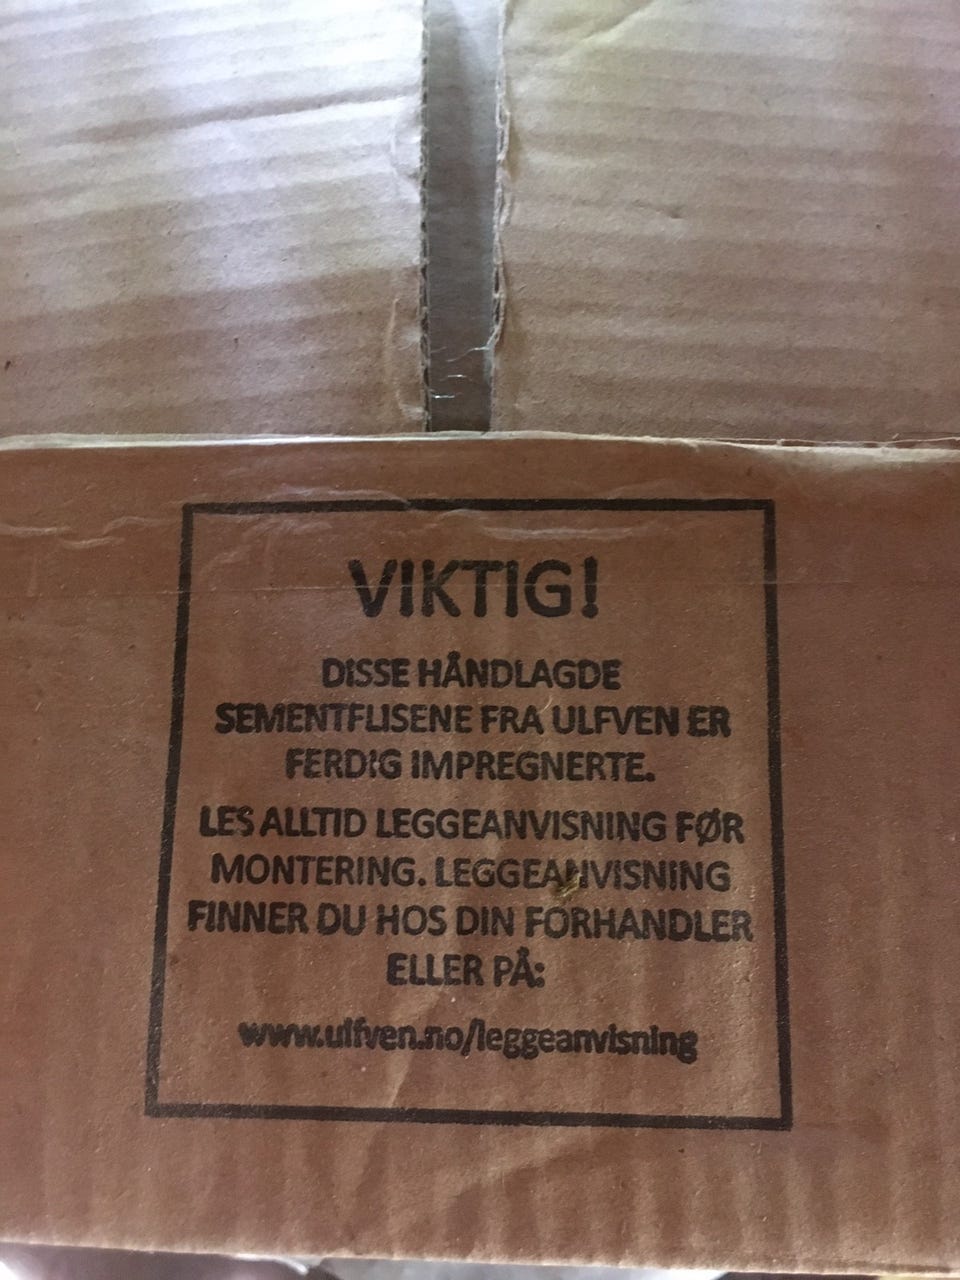 VIKTIG!
DISSE HÅNDLAGDE
SEMENTFLISENE FRA ULFVEN ER
FERDIG IMPREGNERTE.
LES ALLTID LEGGEANVISNING FØR
MONTERING. LEGGEANVISNING
FINNER DU HOS DIN FORHANDLER
ELLER PÅ:
www.ulfven.no/leggeanvisning